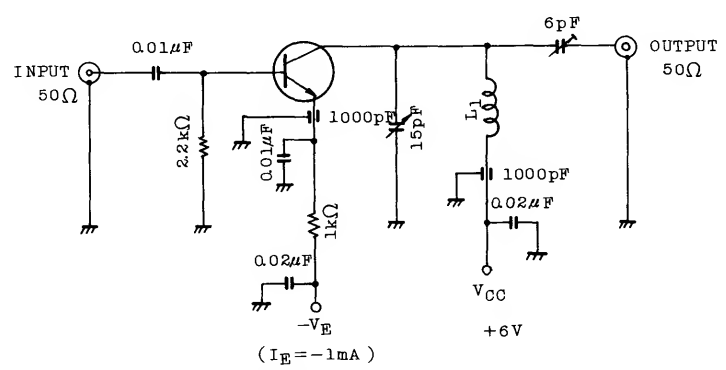 6pF
INPUT
50Ω
0.01μF
OUTPUT
50Ω
2.2kΩ
1000pF
0.01μF
15pF
L1
1000pF
0.02μF
1kΩ
0.02μF
-VE
(IE=-1mA)
VCC
+6V